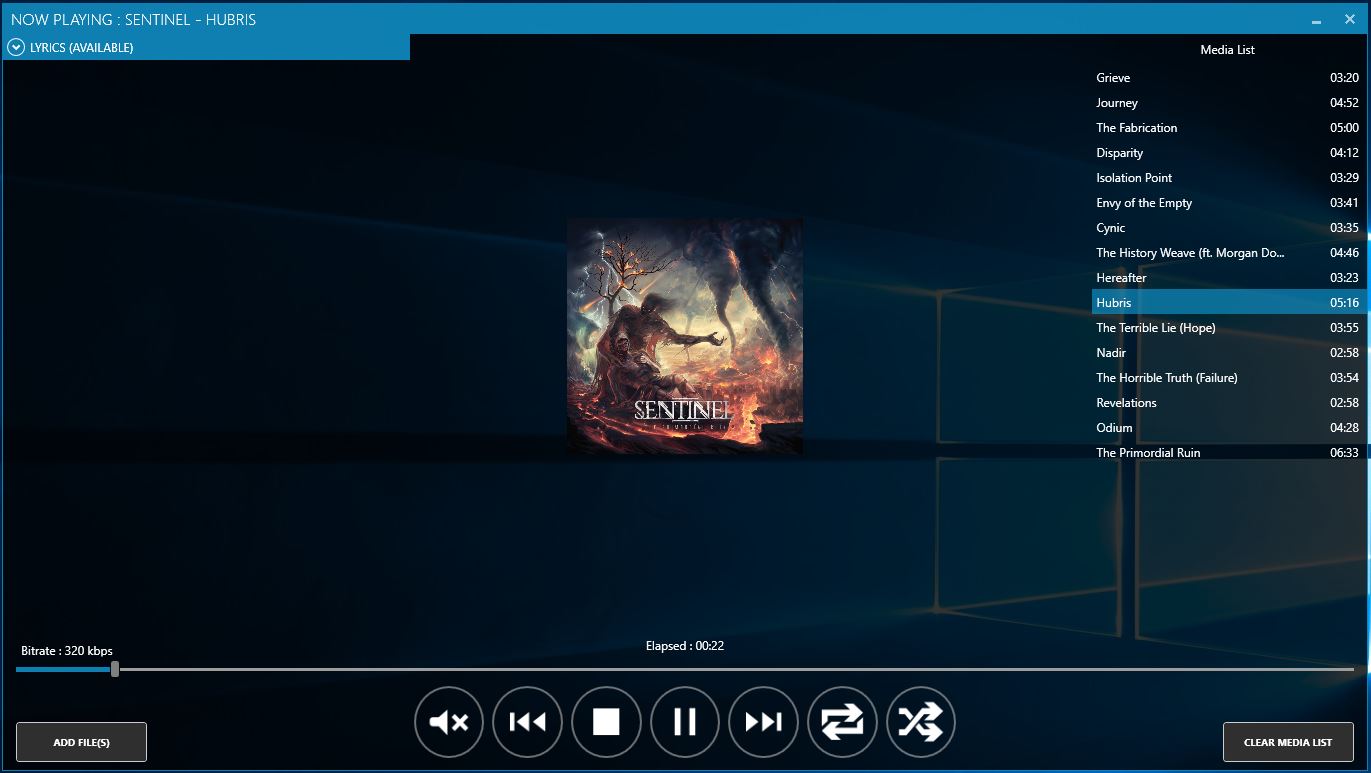 NOW PLAYING : SENTINEL - HUBRIS
LYRICS (AVAILABLE)
Media List
Grieve 03:20
Journey 04:52
The Fabrication 05:00
Disparity 04:12
Isolation Point 03:29
Envy of the Empty 03:41
Cynic 03:35
The History Weave (ft. Morgan Do... 04:46
Hereafter 03:23
Hubris 05:16
The Terrible Lie (Hope) 03:55
Nadir 02:58
The Horrible Truth (Failure) 03:54
Revelations 02:58
Odium 04:28
The Primordial Ruin 06:33
SENTINEL
Elapsed : 00:22
Bitrate : 320 kbps
ADD FILE(S)
CLEAR MEDIA LIST